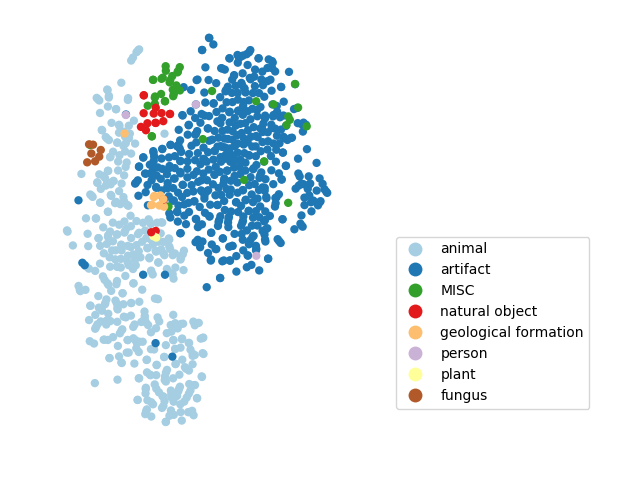 animal
artifact
MISC
natural object
geological formation
person
plant
fungus